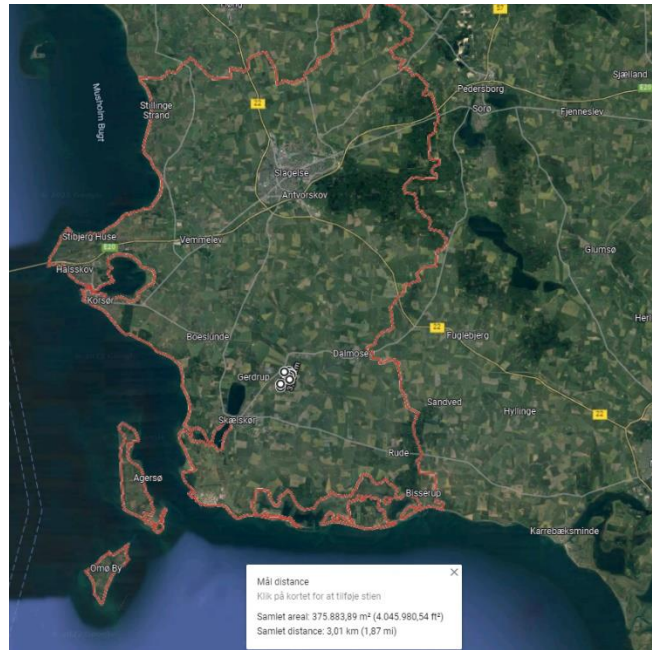 57
Sjælland
Pedersborg
Stillinge
Strand
Musholm Bugt
22
Sorø
E20
Fjenneslev
Slagelse
Antvorskov
Stibjerg Huse
Vemmelev
E20
Halsskov
Glumsø
Korsør
22
Boeslunde
Fuglebjerg
Dalmose
Gerdrup
Sandved
Hyllinge
22
Skælskør
Rude
Agersø
Bisserup
Karrebæksminde
Omø By
Mål distance
Klik på kortet for at tilføje stien
Samlet areal: 375.883,89 m² (4.045.980,54 ft²)
Samlet distance: 3,01 km (1,87 mi)